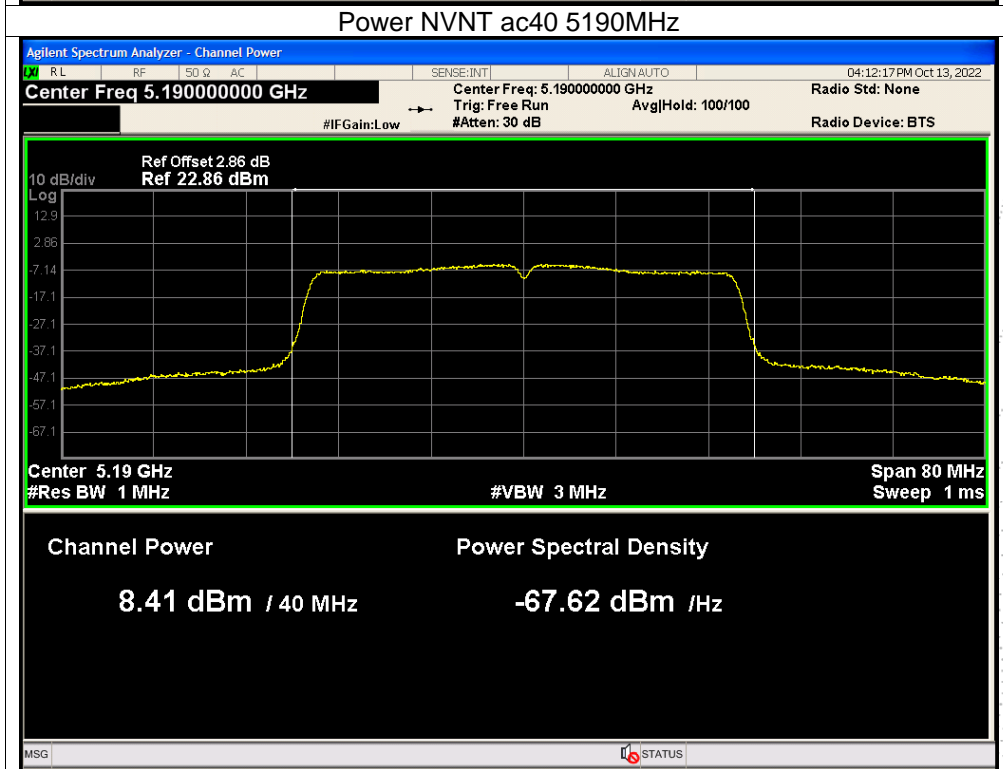 Power NVNT ac40 5190MHz
Agilent Spectrum Analyzer - Channel Power
LXI RL RF 50 Ω AC SENSE:INT ALIGN AUTO 04:12:17 PM Oct 13, 2022
Center Freq 5.190000000 GHz Center Freq: 5.190000000 GHz Radio Std: None
Trig: Free Run Avg|Hold: 100/100
#IFGain:Low #Atten: 30 dB Radio Device: BTS
Ref Offset 2.86 dB
10 dB/div Ref 22.86 dBm
Log
12.9
2.86
-7.14
-17.1
-27.1
-37.1
-47.1
-57.1
-67.1
Center 5.19 GHz Span 80 MHz
#Res BW 1 MHz #VBW 3 MHz Sweep 1 ms
Channel Power Power Spectral Density
8.41 dBm / 40 MHz -67.62 dBm /Hz
MSG STATUS